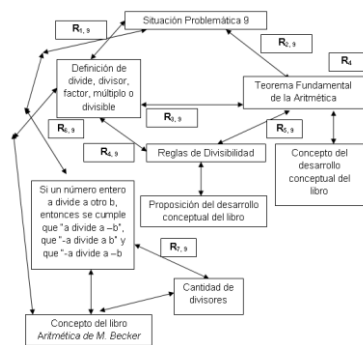 R1, 9
Situación Problemática 9
R2, 9
R4
Definición de
divide, divisor,
factor, múltiplo o
divisible
Teorema Fundamental
de la Aritmética
R3, 9
R6, 9
R5, 9
R4, 9
Reglas de Divisibilidad
Concepto del
desarrollo
conceptual del
libro
Si un número entero
a divide a otro b,
entonces se cumple
que "a divide a –b",
que "-a divide a b" y
que "-a divide a –b
Proposición del desarrollo
conceptual del libro
R7, 9
Cantidad de
divisores
Concepto del libro
Aritmética de M. Becker